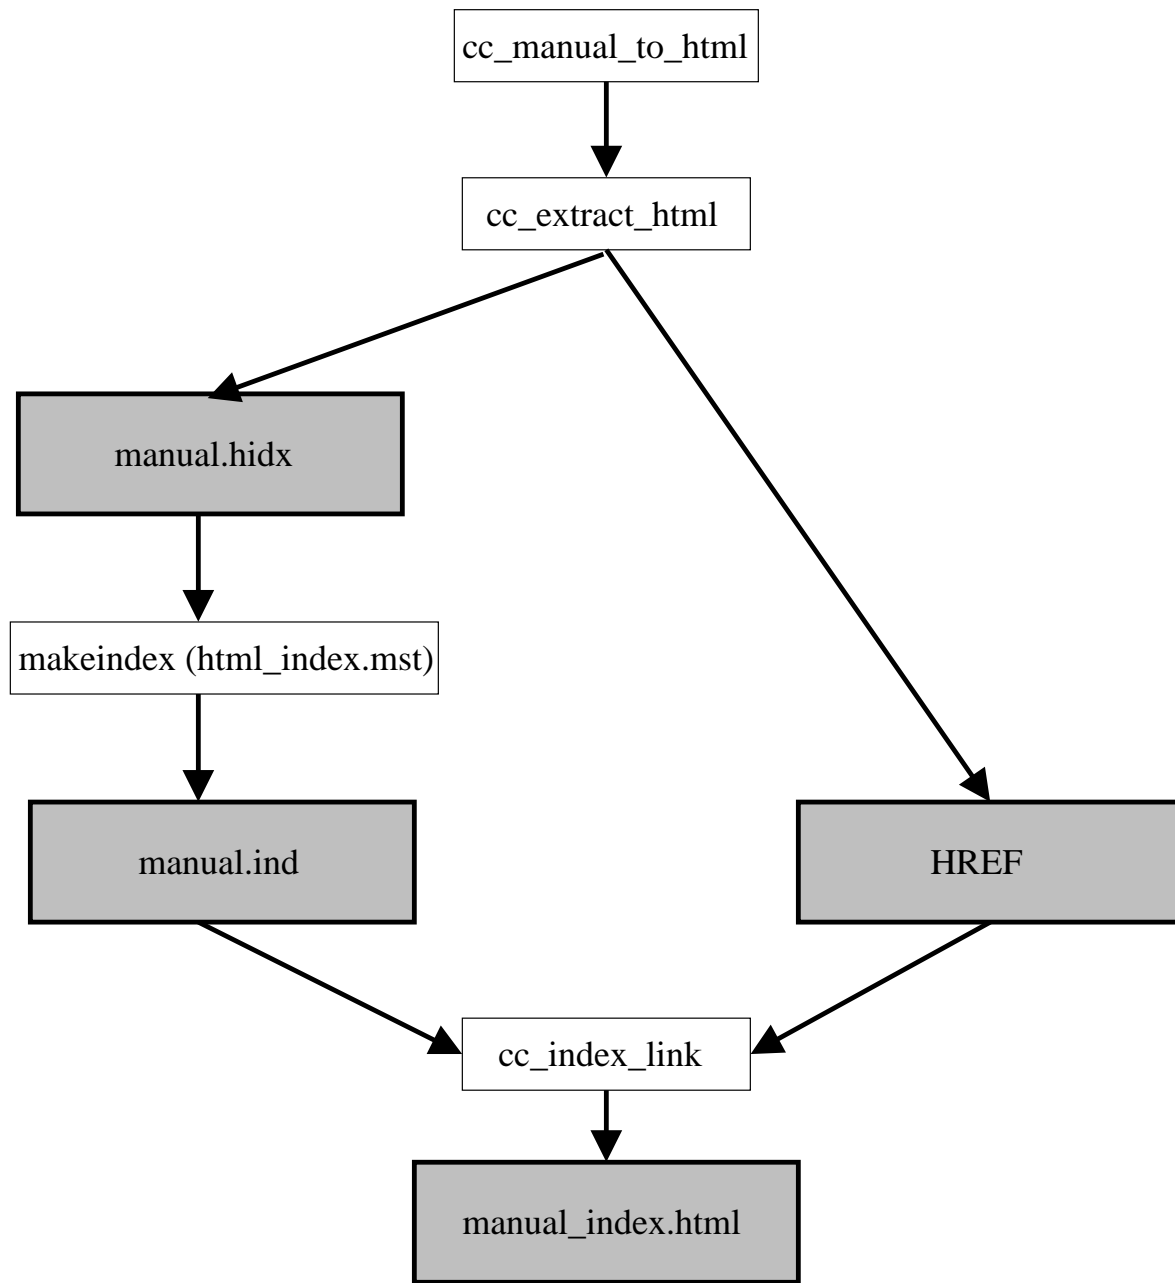 cc_manual_to_html
cc_extract_html
manual.hidx
makeindex (html_index.mst)
manual.ind
HREF
cc_index_link
manual_index.html